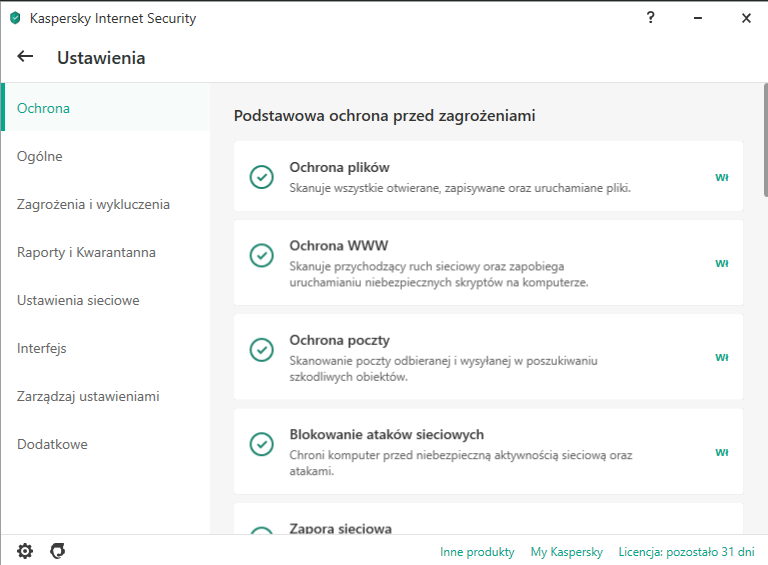 Kaspersky Internet Security
?
Ustawienia
Ochrona
Ogólne
Zagrożenia i wykluczenia
Raporty i Kwarantanna
Ustawienia sieciowe
Interfejs
Zarządzaj ustawieniami
Dodatkowe
Podstawowa ochrona przed zagrożeniami
Ochrona plików
Skanuje wszystkie otwierane, zapisywane oraz uruchamiane pliki.
Wł
Ochrona WWW
Skanuje przychodzący ruch sieciowy oraz zapobiega
uruchamianiu niebezpiecznych skryptów na komputerze.
Wł
Ochrona poczty
Skanowanie poczty odbieranej i wysyłanej w poszukiwaniu
szkodliwych obiektów.
Wł
Blokowanie ataków sieciowych
Chroni komputer przed niebezpieczną aktywnością sieciową oraz
atakami.
Wł
Zapora sieciowa
Inne produkty
My Kaspersky
Licencja: pozostało 31 dni